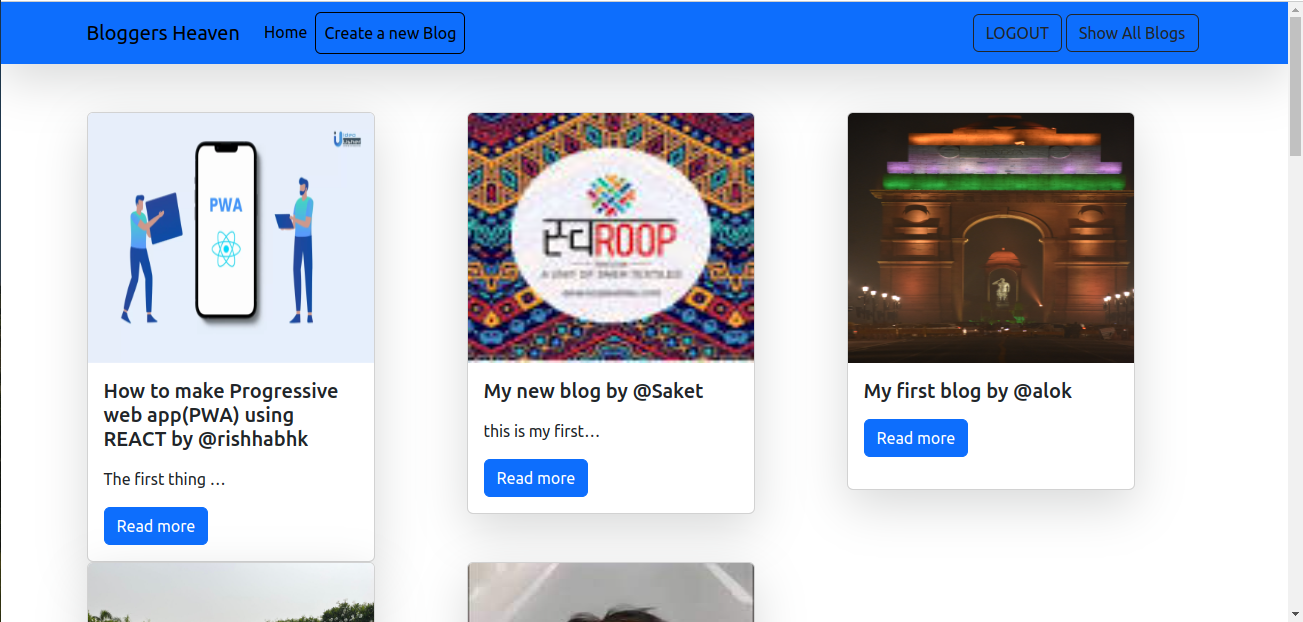 Bloggers Heaven Home Create a new Blog LOGOUT Show All Blogs
PWA
स्वROOP
A UNIT OF SAKSH TEXTILES
How to make Progressive
web app(PWA) using
REACT by @rishhabhk
The first thing …
Read more
My new blog by @Saket
this is my first…
Read more
My first blog by @alok
Read more